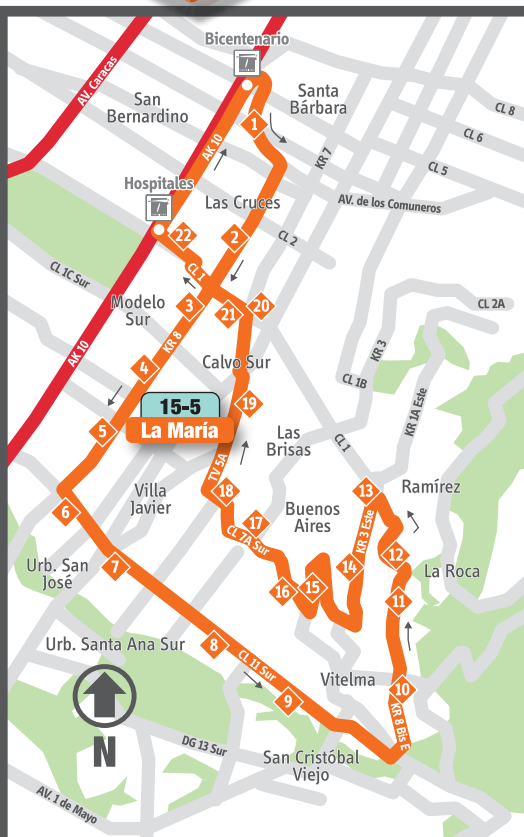 Bicentenario
AV. Caracas
San
Bernardino
Santa
Bárbara
CL 8
1
CL 6
KR 7
AK 10
CL 5
Hospitales
Las Cruces
AV. de los Comuneros
22
2
CL 2
CL 1C Sur
CL 1
Modelo
Sur
3
21
20
CL 2A
KR 8
KR 3
AK 10
4
Calvo Sur
CL 1B
KR 1A Este
15-5
La María
19
5
Las
Brisas
CL 1
TV 5A
6
Villa
Javier
18
13
Ramírez
17
Buenos
Aires
CL 7A Sur
KR 3 Este
12
Urb. San
José
7
16
15
14
La Roca
11
Urb. Santa Ana Sur
8
CL 11 Sur
Vitelma
10
9
KR 8 Bis E
N
DG 13 Sur
San Cristóbal
Viejo
AV. 1 de Mayo